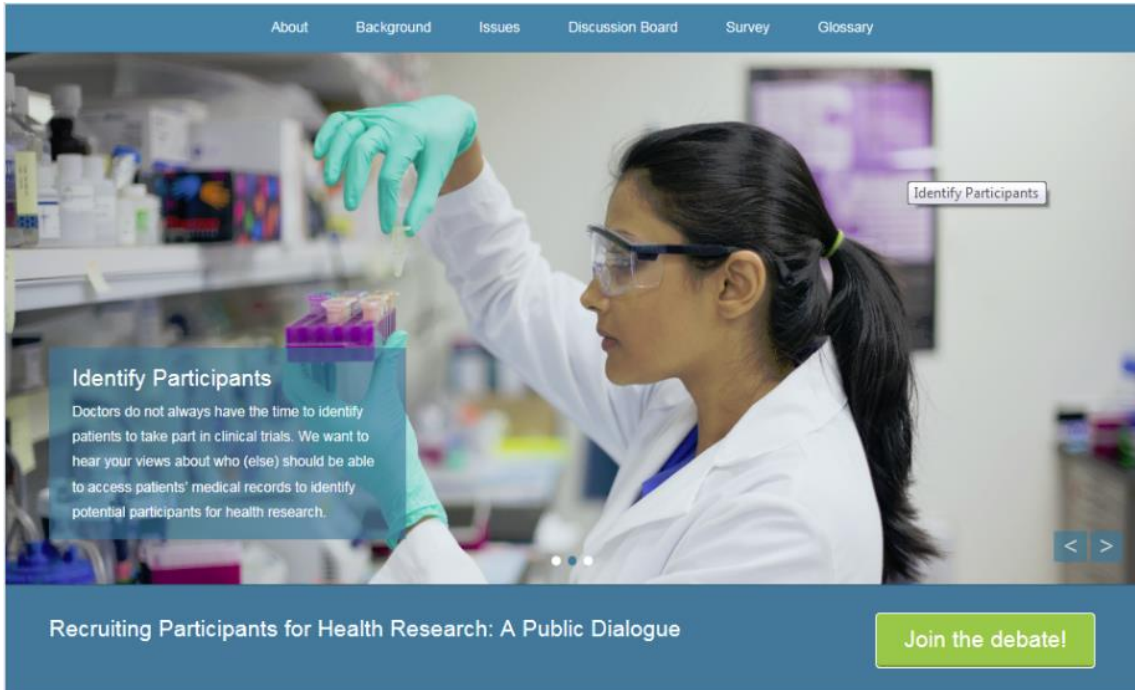 About Background Issues Discussion Board Survey Glossary
Identify Participants
Identify Participants
Doctors do not always have the time to identify
patients to take part in clinical trials. We want to
hear your views about who (else) should be able
to access patients' medical records to identify
potential participants for health research.
< >
Recruiting Participants for Health Research: A Public Dialogue
Join the debate!